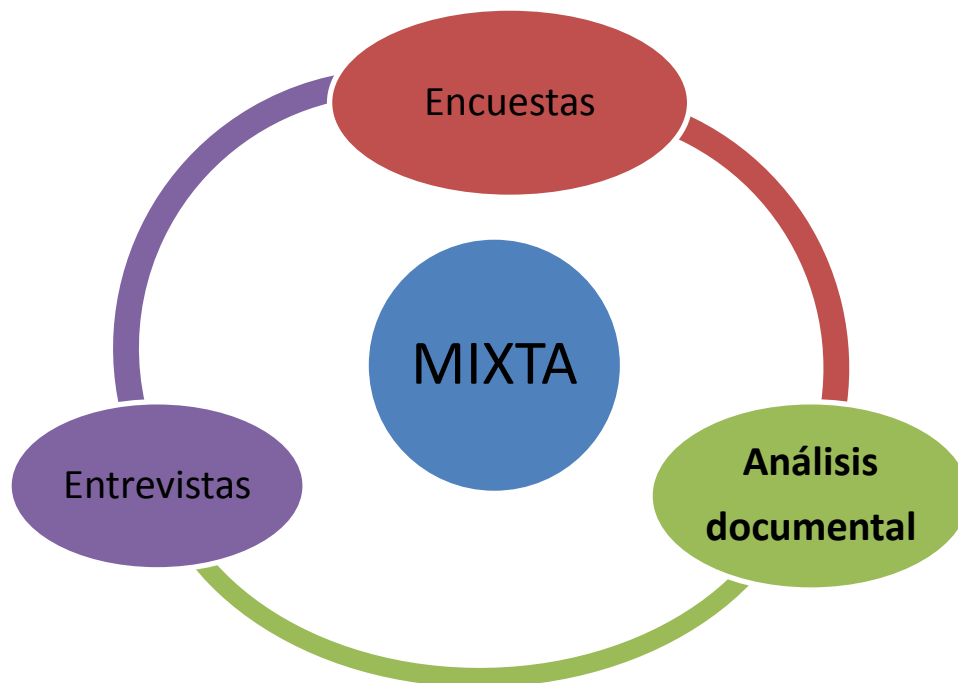 Encuestas
MIXTA
Entrevistas
Análisis
documental